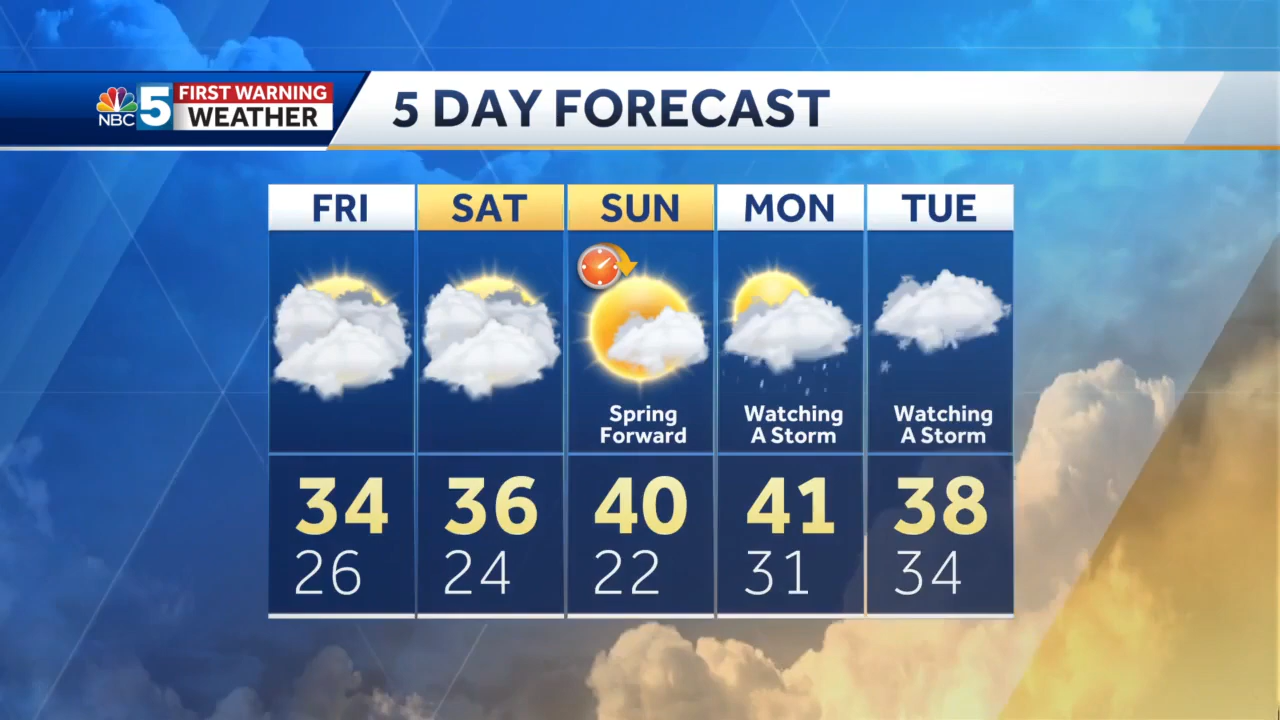 NBC 5 FIRST WARNING
WEATHER
5 DAY FORECAST
FRI SAT SUN MON TUE
Spring Forward
Watching A Storm
Watching A Storm
34 36 40 41 38
26 24 22 31 34